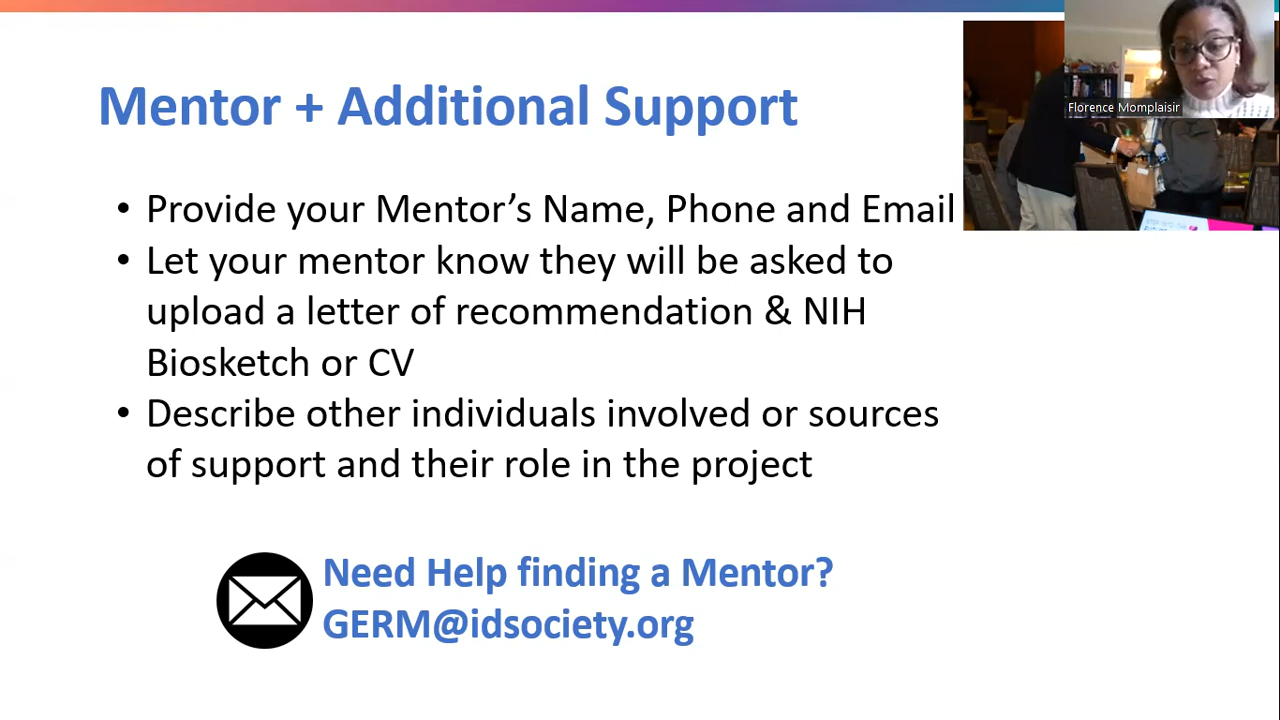 Florence Momplaisir
Mentor + Additional Support
• Provide your Mentor’s Name, Phone and Email
• Let your mentor know they will be asked to
upload a letter of recommendation & NIH
Biosketch or CV
• Describe other individuals involved or sources
of support and their role in the project
Need Help finding a Mentor?
GERM@idsociety.org